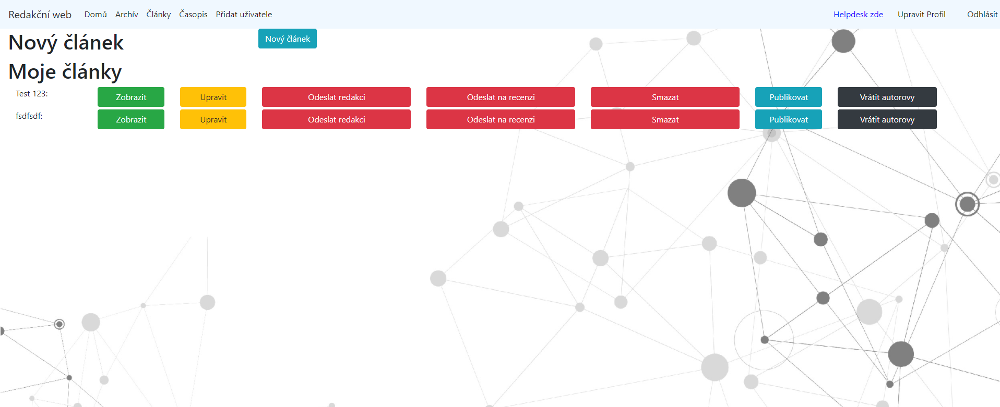 Redakční web Domů Archív Články Časopis Přidat uživatele Helpdesk zde Upravit Profil Odhlásit
Nový článek Nový článek
Moje články
Test 123: Zobrazit Upravit Odeslat redakci Odeslat na recenzi Smazat Publikovat Vrátit autorovy
fsdfsdf: Zobrazit Upravit Odeslat redakci Odeslat na recenzi Smazat Publikovat Vrátit autorovy